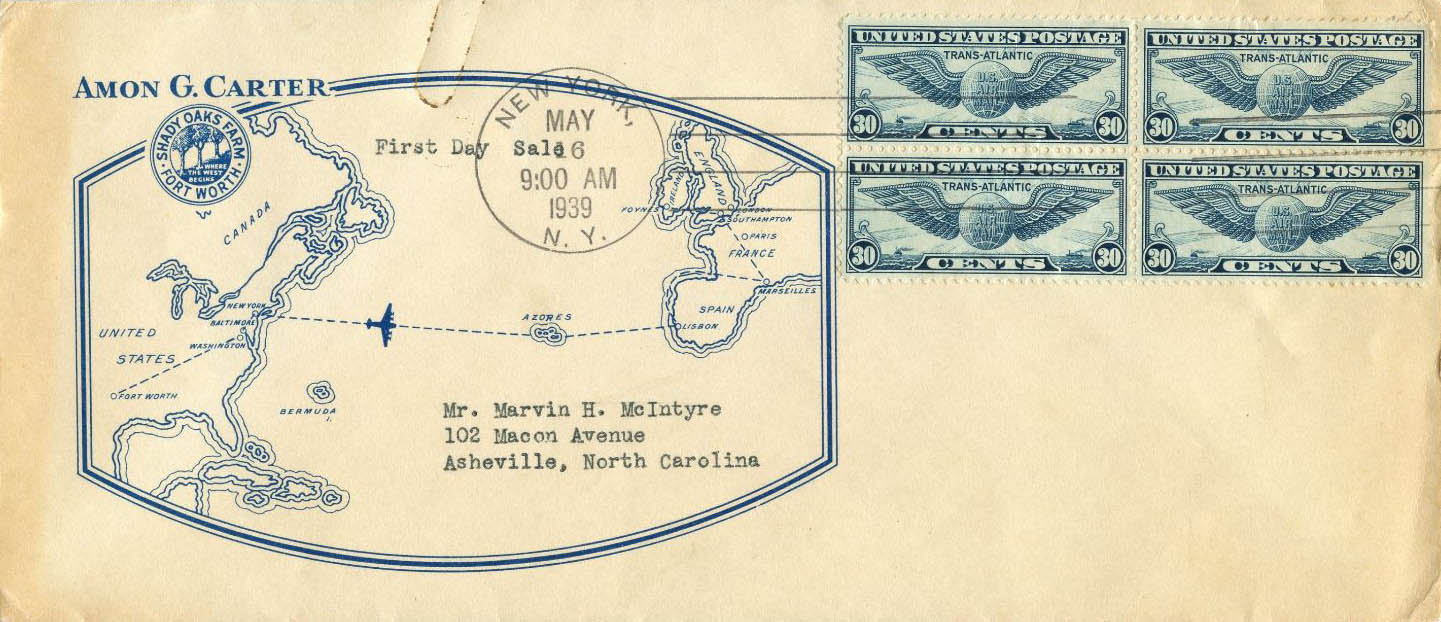 AMON G. CARTER
SHADY OAKS FARM
WHERE
THE WEST
BEGINS
FORT WORTH
First Day Sale
NEW YORK,
MAY
16
9:00 AM
1939
N. Y.
UNITED STATES POSTAGE
TRANS-ATLANTIC
U.S.
AIR
MAIL
30 CENTS 30
UNITED STATES POSTAGE
TRANS-ATLANTIC
U.S.
AIR
MAIL
30 CENTS 30
UNITED STATES POSTAGE
TRANS-ATLANTIC
U.S.
AIR
MAIL
30 CENTS 30
UNITED STATES POSTAGE
TRANS-ATLANTIC
U.S.
AIR
MAIL
30 CENTS 30
CANADA
UNITED
STATES
NEW YORK
BALTIMORE
WASHINGTON
FORT WORTH
BERMUDA
IS.
AZORES
IRELAND
ENGLAND
FOYNES
LONDON
SOUTHAMPTON
PARIS
FRANCE
MARSEILLES
SPAIN
LISBON
Mr. Marvin H. McIntyre
102 Macon Avenue
Asheville, North Carolina